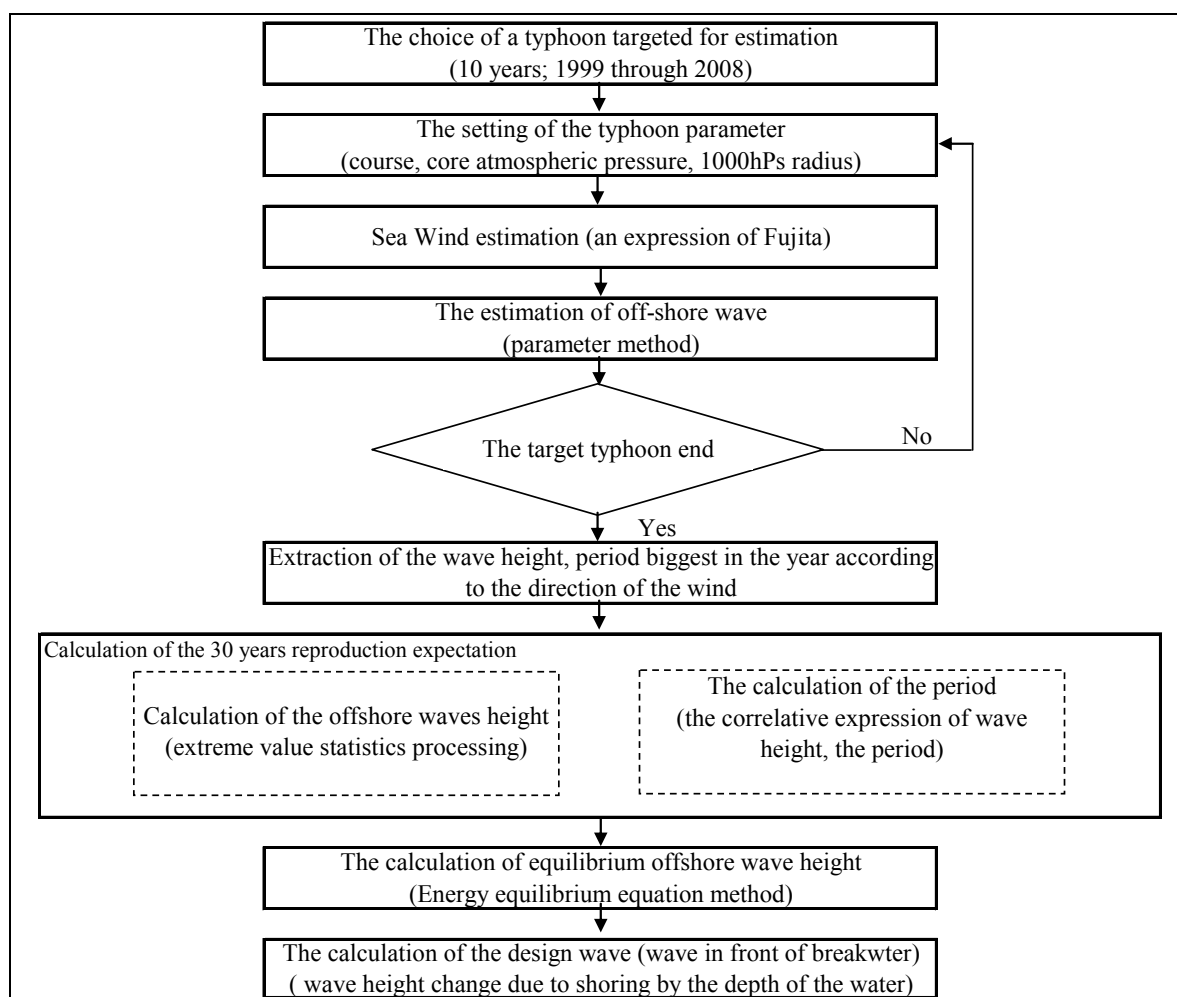 The choice of a typhoon targeted for estimation
(10 years; 1999 through 2008)
The setting of the typhoon parameter
(course, core atmospheric pressure, 1000hPs radius)
Sea Wind estimation (an expression of Fujita)
The estimation of off-shore wave
(parameter method)
The target typhoon end
No
Yes
Extraction of the wave height, period biggest in the year according
to the direction of the wind
Calculation of the 30 years reproduction expectation
Calculation of the offshore waves height
(extreme value statistics processing)
The calculation of the period
(the correlative expression of wave
height, the period)
The calculation of equilibrium offshore wave height
(Energy equilibrium equation method)
The calculation of the design wave (wave in front of breakwter)
( wave height change due to shoring by the depth of the water)